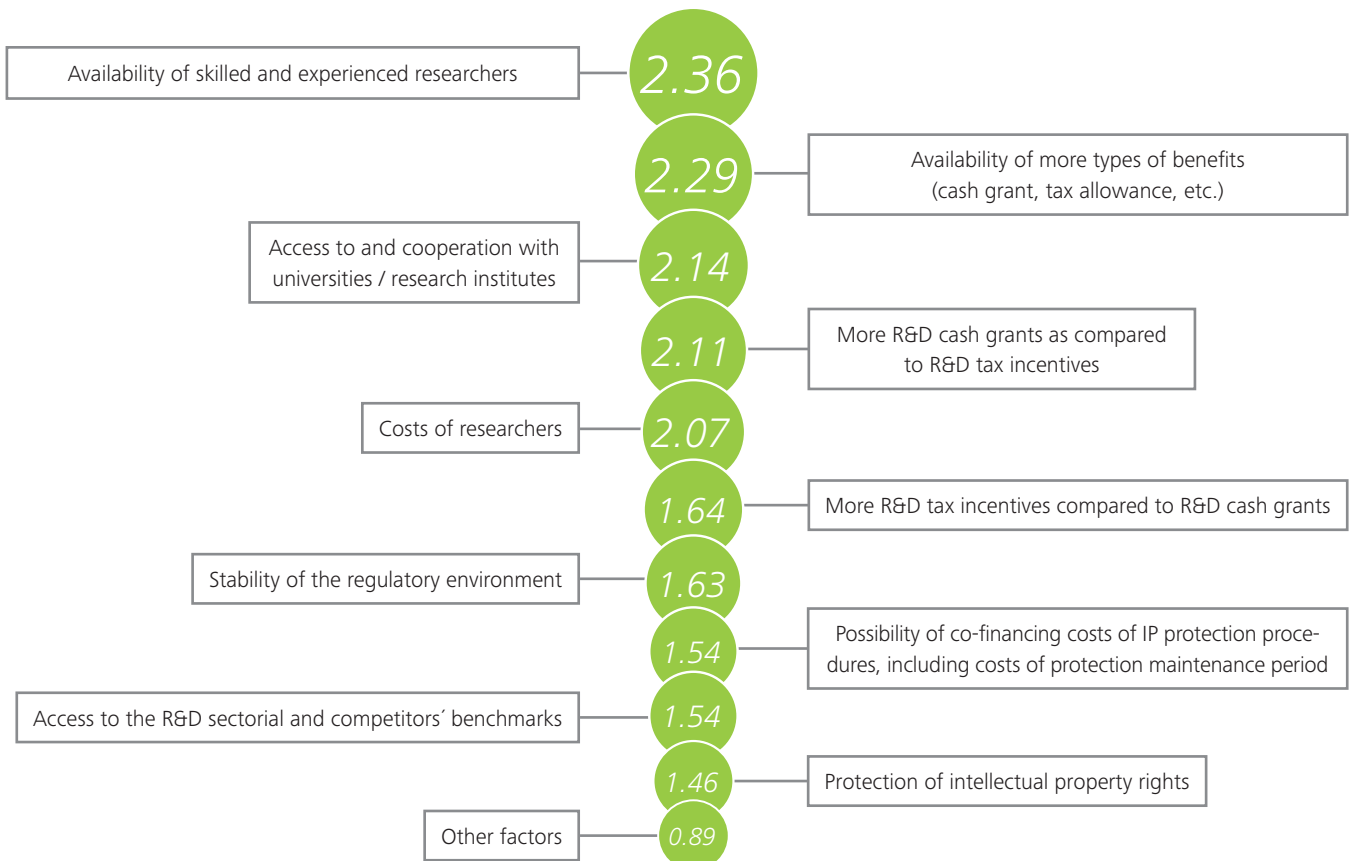 2.36
Availability of skilled and experienced researchers
2.29
Availability of more types of benefits
(cash grant, tax allowance, etc.)
Access to and cooperation with
universities / research institutes
2.14
More R&D cash grants as compared
to R&D tax incentives
2.11
Costs of researchers
2.07
More R&D tax incentives compared to R&D cash grants
1.64
Stability of the regulatory environment
1.63
Possibility of co-financing costs of IP protection proce-
dures, including costs of protection maintenance period
1.54
Access to the R&D sectorial and competitors´ benchmarks
1.54
Protection of intellectual property rights
1.46
Other factors
0.89